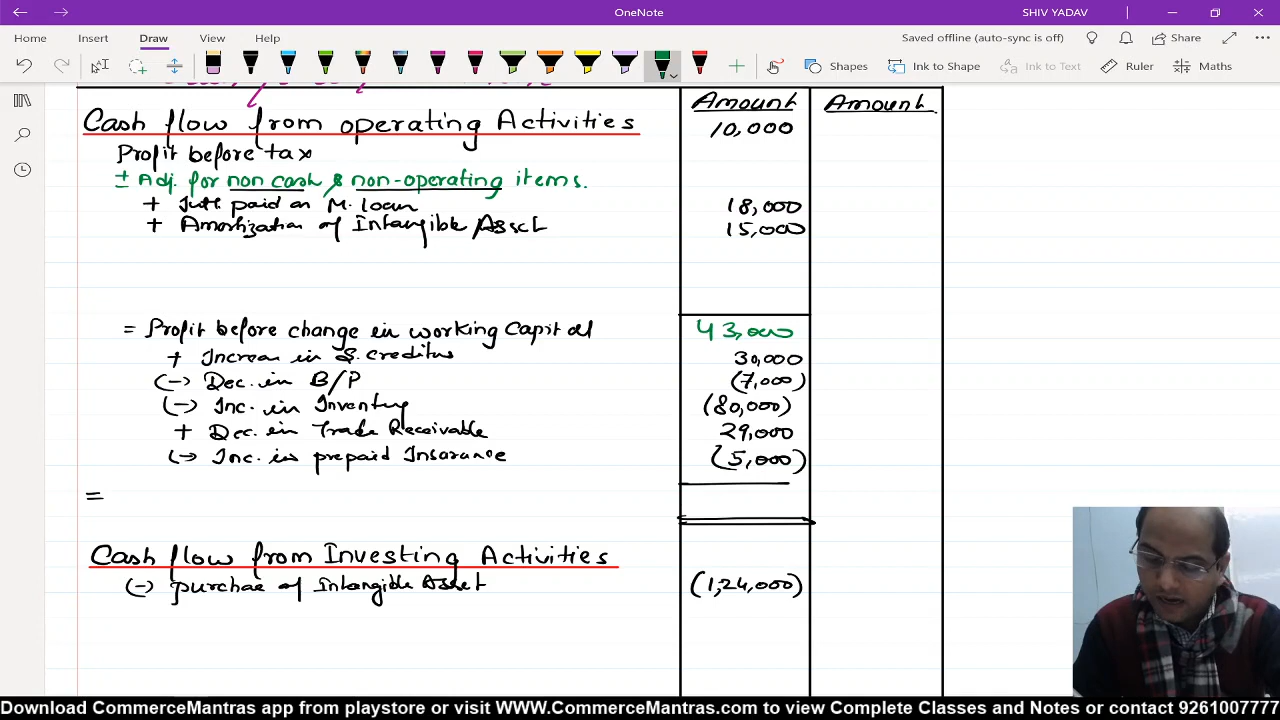 OneNote
SHIV YADAV
Home Insert Draw View Help
Saved offline (auto-sync is off)
Share
Shapes
Ink to Shape
Ink to Text
Ruler
Maths
Amount Amount
Cash flow from operating Activities 10,000
Profit before tax
± Adj. for non cash & non-operating items.
+ Intt paid on M. loan 18,000
+ Amortization of Intangible Asset 15,000
= Profit before change in working Capital 43,000
+ Increase in S. creditors 30,000
(-) Dec. in B/P (7,000)
(-) Inc. in Inventory (80,000)
+ Dec. in Trade Receivable 29,000
(-) Inc. in prepaid Insurance (5,000)
=
Cash flow from Investing Activities
(-) purchae of Intangible Asset (1,24,000)
Download CommerceMantras app from playstore or visit WWW.CommerceMantras.com to view Complete Classes and Notes or contact 9261007777